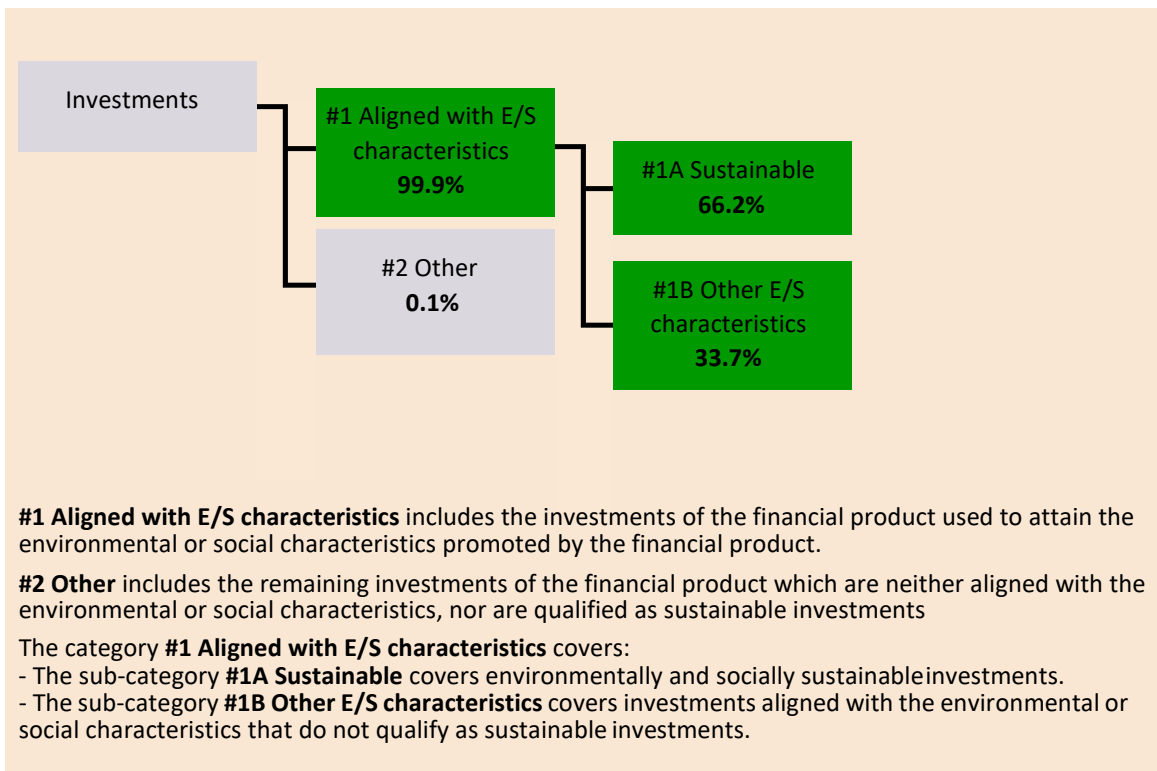 Investments
#1 Aligned with E/S
characteristics
99.9%
#2 Other
0.1%
#1A Sustainable
66.2%
#1B Other E/S
characteristics
33.7%
#1 Aligned with E/S characteristics includes the investments of the financial product used to attain the
environmental or social characteristics promoted by the financial product.
#2 Other includes the remaining investments of the financial product which are neither aligned with the
environmental or social characteristics, nor are qualified as sustainable investments
The category #1 Aligned with E/S characteristics covers:
- The sub-category #1A Sustainable covers environmentally and socially sustainableinvestments.
- The sub-category #1B Other E/S characteristics covers investments aligned with the environmental or
social characteristics that do not qualify as sustainable investments.